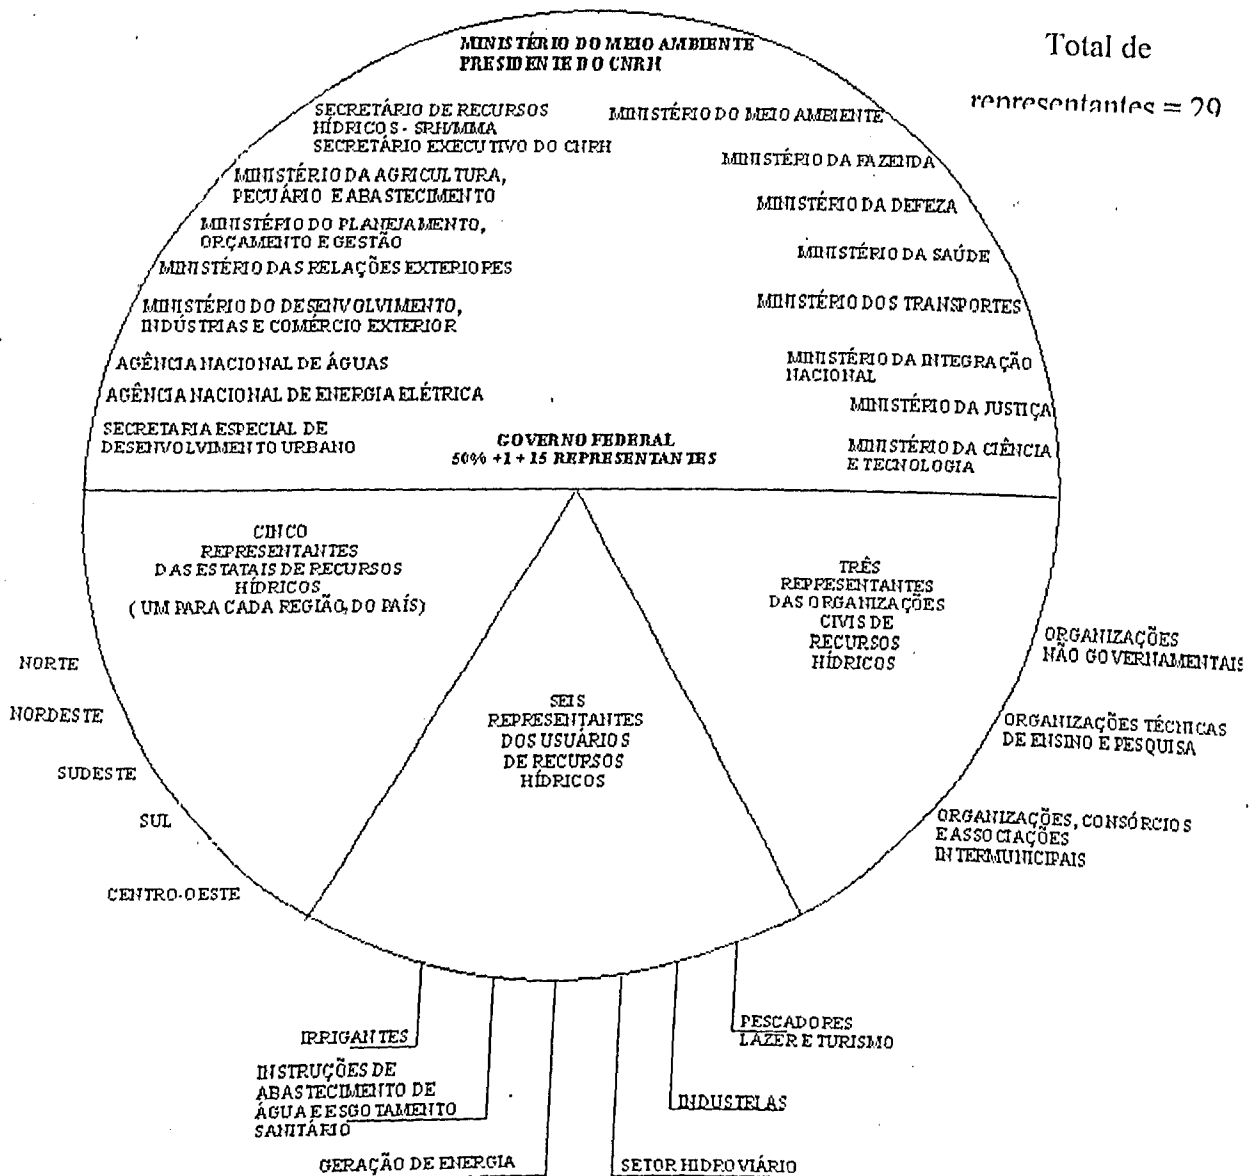 MINISTÉRIO DO MEIO AMBIENTE
PRESIDENTE DO CNRH
Total de
representantes = 29
SECRETÁRIO DE RECURSOS
HÍDRICOS - SRH/MMA
SECRETÁRIO EXECUTIVO DO CNRH
MINISTÉRIO DA AGRICULTURA,
PECUÁRIO E ABASTECIMENTO
MINISTÉRIO DO PLANEJAMENTO,
ORÇAMENTO E GESTÃO
MINISTÉRIO DAS RELAÇÕES EXTERIORES
MINISTÉRIO DO DESENVOLVIMENTO,
INDÚSTRIAS E COMÉRCIO EXTERIOR
AGÊNCIA NACIONAL DE ÁGUAS
AGÊNCIA NACIONAL DE ENERGIA ELÉTRICA
SECRETARIA ESPECIAL DE
DESENVOLVIMENTO URBANO
MINISTÉRIO DO MEIO AMBIENTE
MINISTÉRIO DA FAZENDA
MINISTÉRIO DA DEFEZA
MINISTÉRIO DA SAÚDE
MINISTÉRIO DOS TRANSPORTES
MINISTÉRIO DA INTEGRAÇÃO
NACIONAL
MINISTÉRIO DA JUSTIÇA
MINISTÉRIO DA CIÊNCIA
E TECNOLOGIA
GOVERNO FEDERAL
50% +1 + 15 REPRESENTANTES
CINCO
REPRESENTANTES
DAS ESTATAIS DE RECURSOS
HÍDRICOS
( UM PARA CADA REGIÃO, DO PAÍS)
NORTE
NORDESTE
SUDESTE
SUL
CENTRO-OESTE
SEIS
REPRESENTANTES
DOS USUÁRIOS
DE RECURSOS
HÍDRICOS
TRÊS
REPRESENTANTES
DAS ORGANIZAÇÕES
CIVIS DE
RECURSOS
HÍDRICOS
ORGANIZAÇÕES
NÃO GOVERNAMENTAIS
ORGANIZAÇÕES TÉCNICAS
DE ENSINO E PESQUISA
ORGANIZAÇÕES, CONSÓRCIOS
E ASSOCIAÇÕES
INTERMUNICIPAIS
IRRIGANTES
INSTRUÇÕES DE
ABASTECIMENTO DE
ÁGUA E ESGOTAMENTO
SANITÁRIO
GERAÇÃO DE ENERGIA
SETOR HIDROVIÁRIO
INDUSTELAS
PESCADORES
LAZER E TURISMO